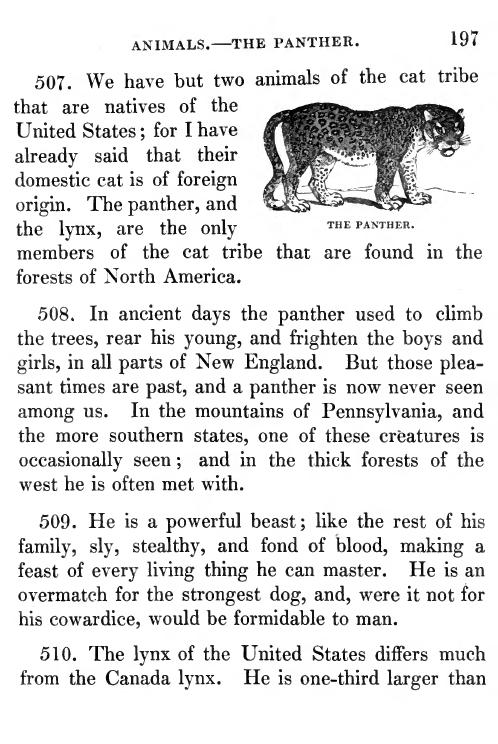 ANIMALS.—THE PANTHER. 197
507. We have but two animals of the cat tribe
that are natives of the
United States; for I have
already said that their
domestic cat is of foreign
origin. The panther, and
the lynx, are the only
THE PANTHER.
members of the cat tribe that are found in the
forests of North America.
508. In ancient days the panther used to climb
the trees, rear his young, and frighten the boys and
girls, in all parts of New England. But those plea-
sant times are past, and a panther is now never seen
among us. In the mountains of Pennsylvania, and
the more southern states, one of these creatures is
occasionally seen; and in the thick forests of the
west he is often met with.
509. He is a powerful beast; like the rest of his
family, sly, stealthy, and fond of blood, making a
feast of every living thing he can master. He is an
overmatch for the strongest dog, and, were it not for
his cowardice, would be formidable to man.
510. The lynx of the United States differs much
from the Canada lynx. He is one-third larger than